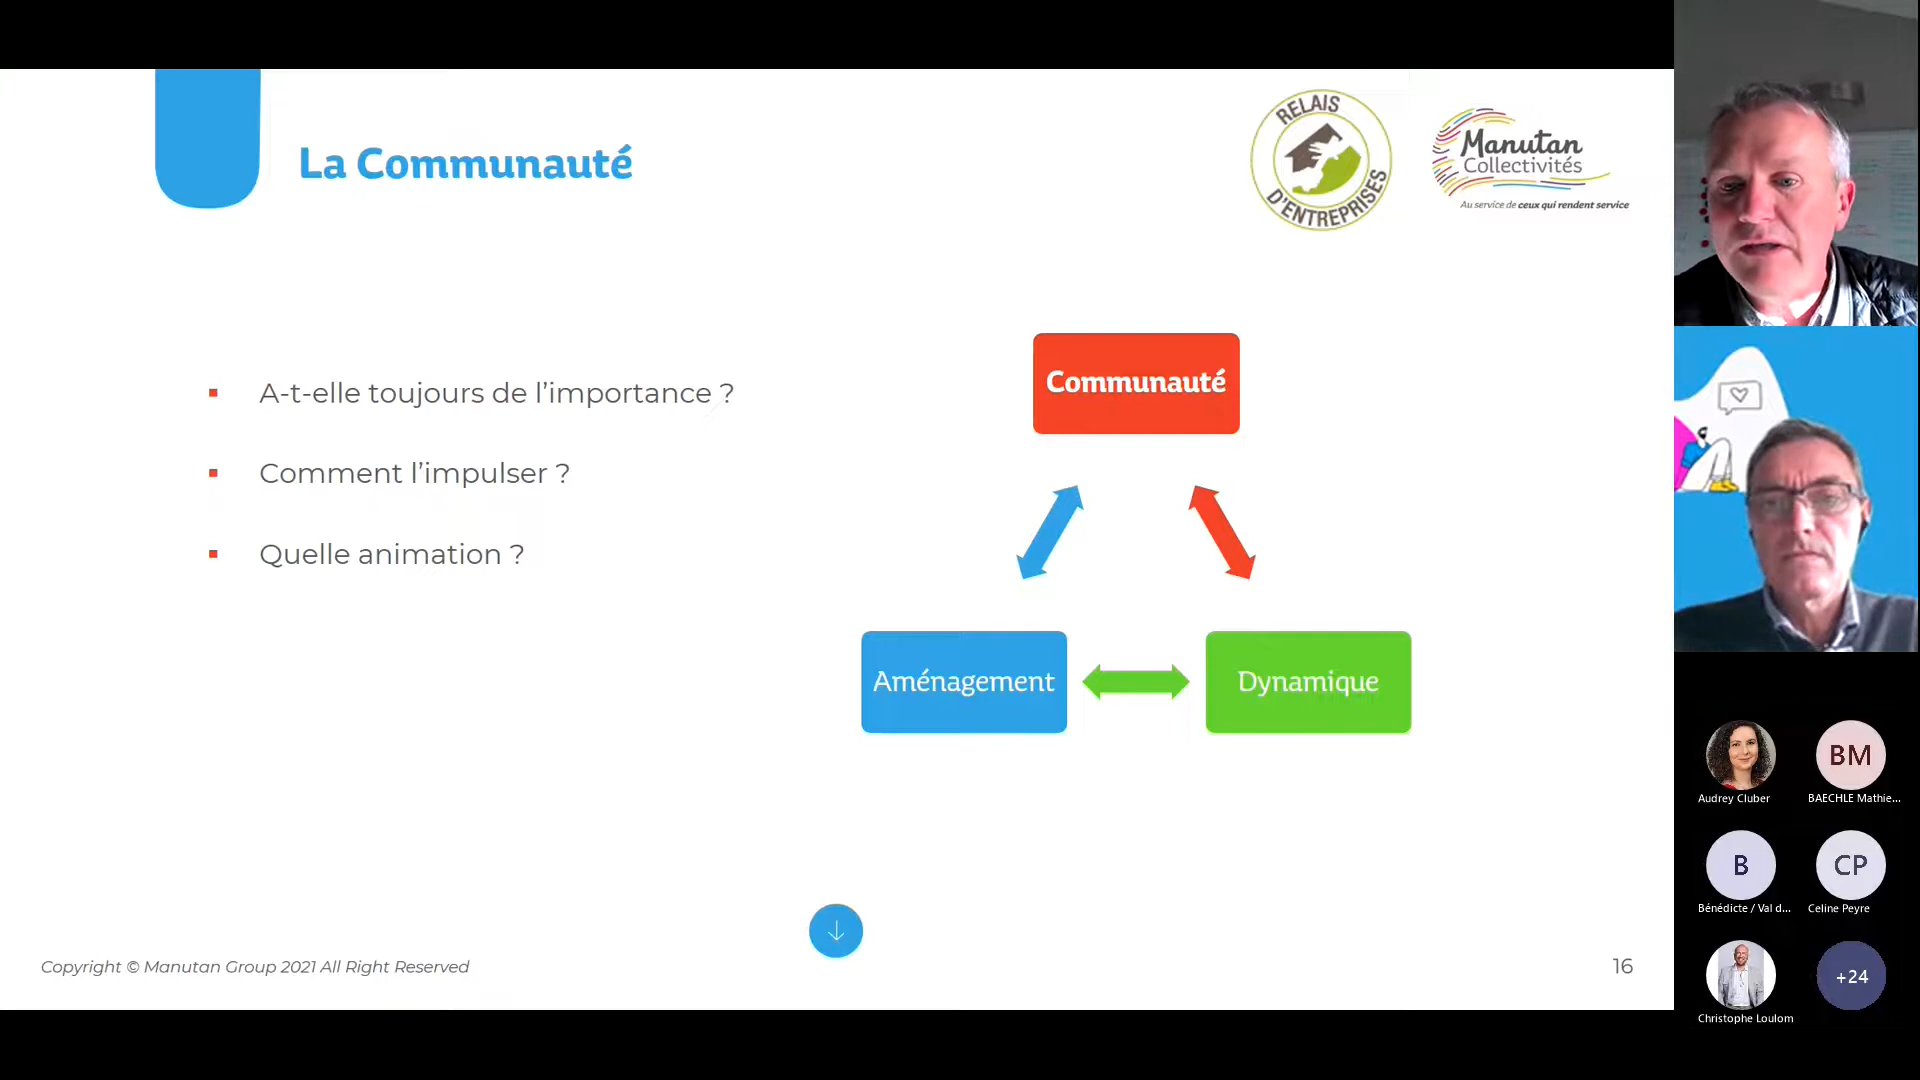 La Communauté
RELAIS
D'ENTREPRISES
Manutan
Collectivités
Au service de ceux qui rendent service
A-t-elle toujours de l’importance ?
Comment l’impulser ?
Quelle animation ?
Communauté
Aménagement
Dynamique
Copyright © Manutan Group 2021 All Right Reserved
16
Audrey Cluber
BM
BAECHLE Mathie...
B
Bénédicte / Val d...
CP
Celine Peyre
Christophe Loulom
+24